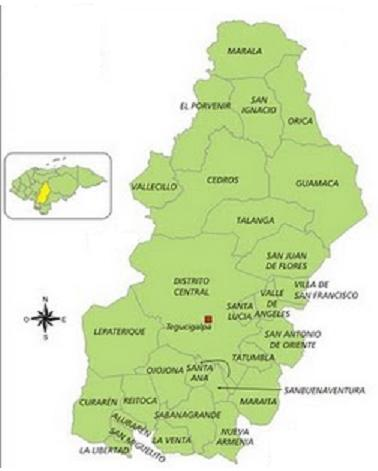 MARALA
EL PORVENIR
SAN
IGNACIO
ORICA
VALLECILLO
CEDROS
GUAMACA
TALANGA
SAN JUAN
DE FLORES
DISTRITO
CENTRAL
VILLA DE
SAN FRANCISCO
VALLE
DE
ANGELES
SANTA
LUCIA
N
O
E
S
Tegucigalpa
LEPATERIQUE
SAN ANTONIO
DE ORIENTE
TATUMBLA
OJOJONA
SANTA
ANA
SANBUENAVENTURA
CURARÉN
REITOCA
MARAITA
SABANAGRANDE
ALUBARÉN
SAN MIGUELITO
LA LIBERTAD
LA VENTA
NUEVA
ARMENJA